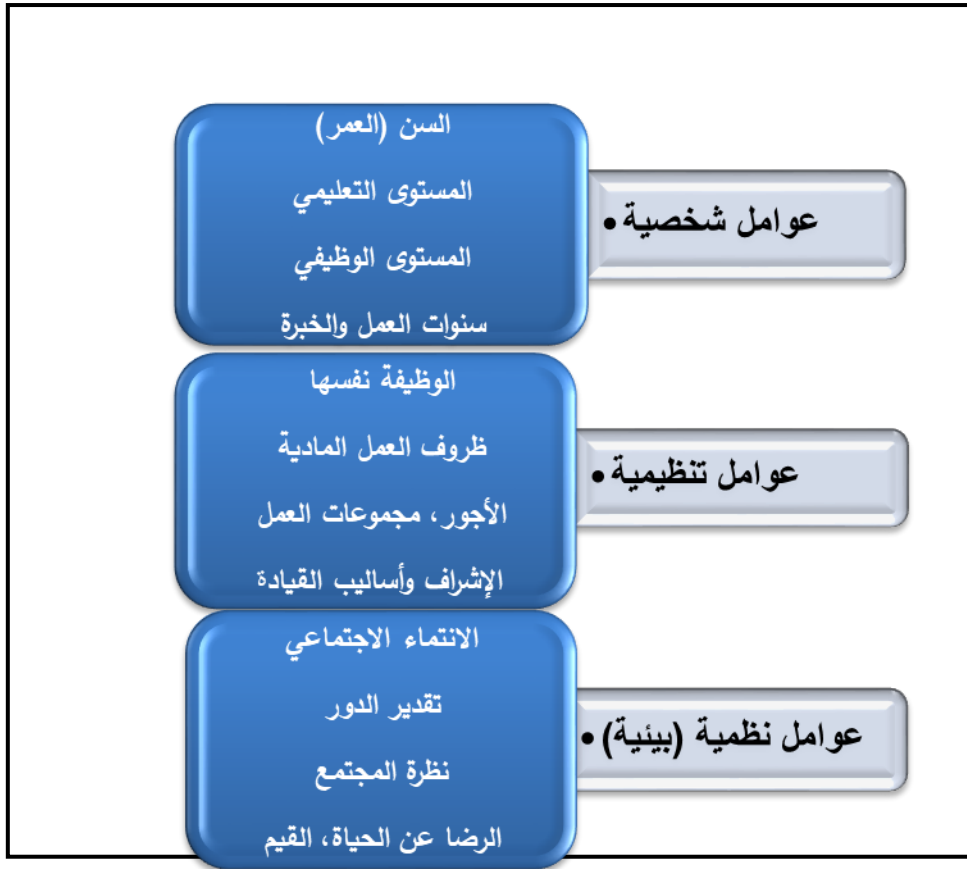 عوامل شخصية •
السن (العمر)
المستوى التعليمي
المستوى الوظيفي
سنوات العمل والخبرة
عوامل تنظيمية •
الوظيفة نفسها
ظروف العمل المادية
الأجور، مجموعات العمل
الإشراف وأساليب القيادة
عوامل نظمية (بيئية) •
الانتماء الاجتماعي
تقدير الدور
نظرة المجتمع
الرضا عن الحياة، القيم